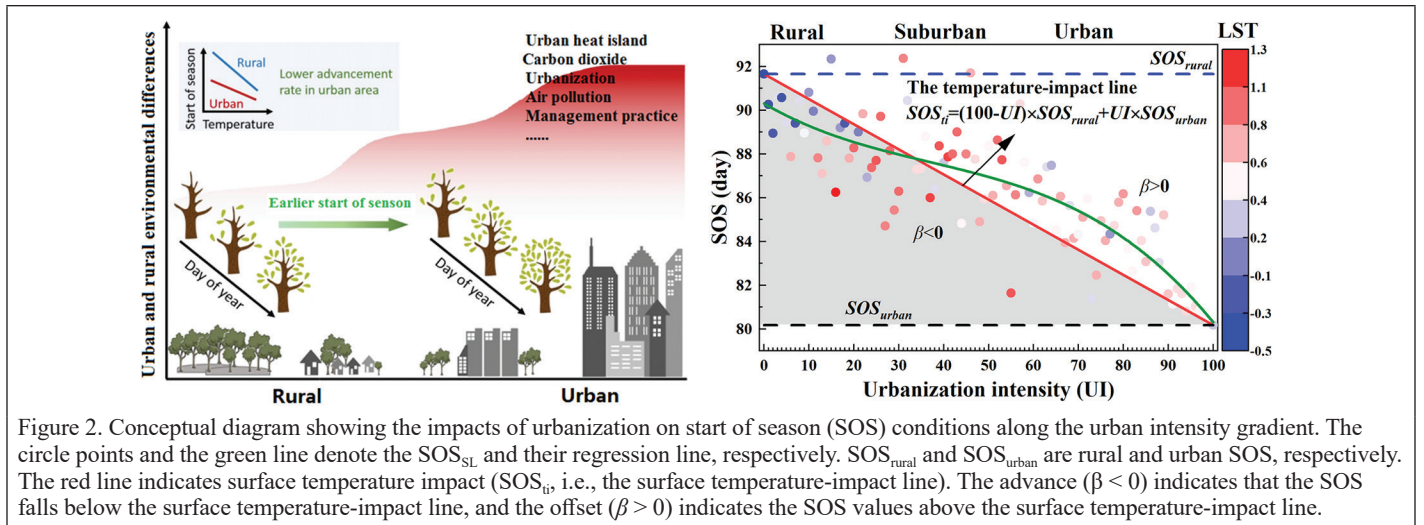 Urban and rural environmental differences
Start of season
Rural
Urban
Temperature
Lower advancement
rate in urban area
Urban heat island
Carbon dioxide
Urbanization
Air pollution
Management practice
......
Earlier start of senson
Day of year
Day of year
Rural
Urban
Rural Suburban Urban LST
SOS (day)
92
90
88
86
84
82
80
SOSrural
The temperature-impact line
SOSti=(100-UI)×SOSrural+UI×SOSurban
β>0
β<0
SOSurban
0 10 20 30 40 50 60 70 80 90 100
Urbanization intensity (UI)
1.3
1.1
0.8
0.6
0.4
0.2
-0.1
-0.3
-0.5
Figure 2. Conceptual diagram showing the impacts of urbanization on start of season (SOS) conditions along the urban intensity gradient. The
circle points and the green line denote the SOSSL and their regression line, respectively. SOSrural and SOSurban are rural and urban SOS, respectively.
The red line indicates surface temperature impact (SOSti, i.e., the surface temperature-impact line). The advance (β < 0) indicates that the SOS
falls below the surface temperature-impact line, and the offset (β > 0) indicates the SOS values above the surface temperature-impact line.